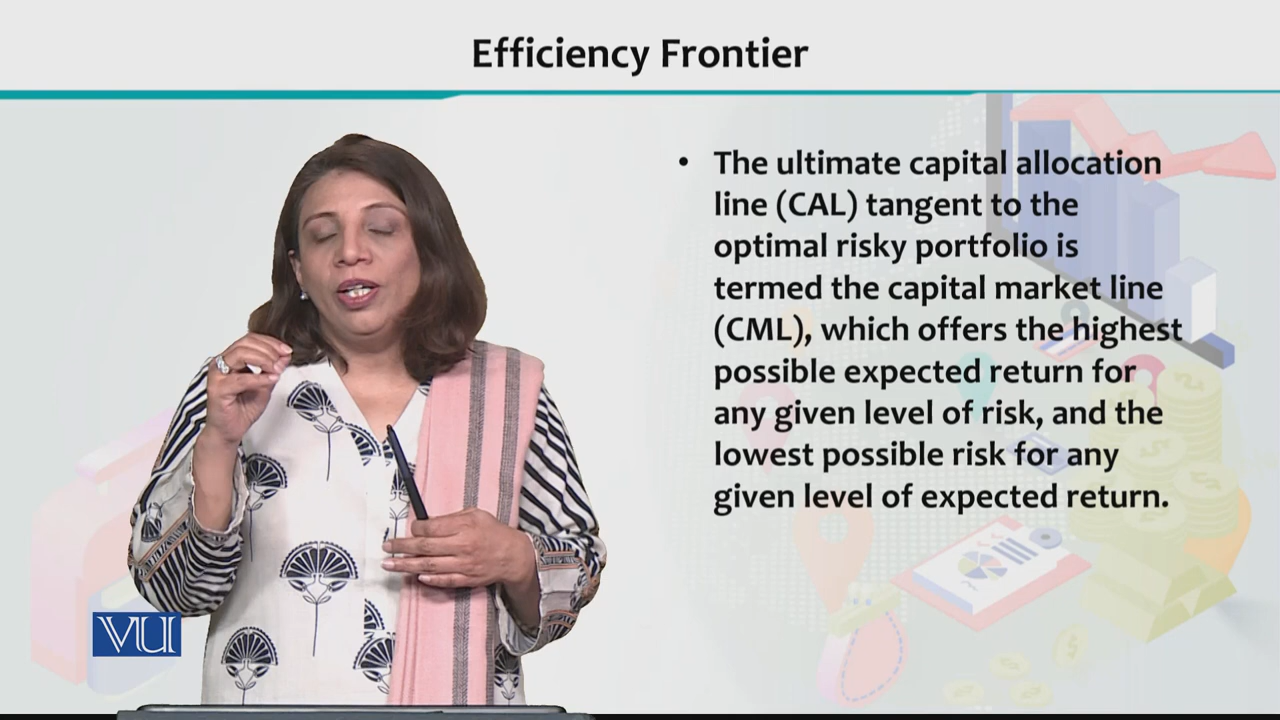 Efficiency Frontier
• The ultimate capital allocation
line (CAL) tangent to the
optimal risky portfolio is
termed the capital market line
(CML), which offers the highest
possible expected return for
any given level of risk, and the
lowest possible risk for any
given level of expected return.
VU